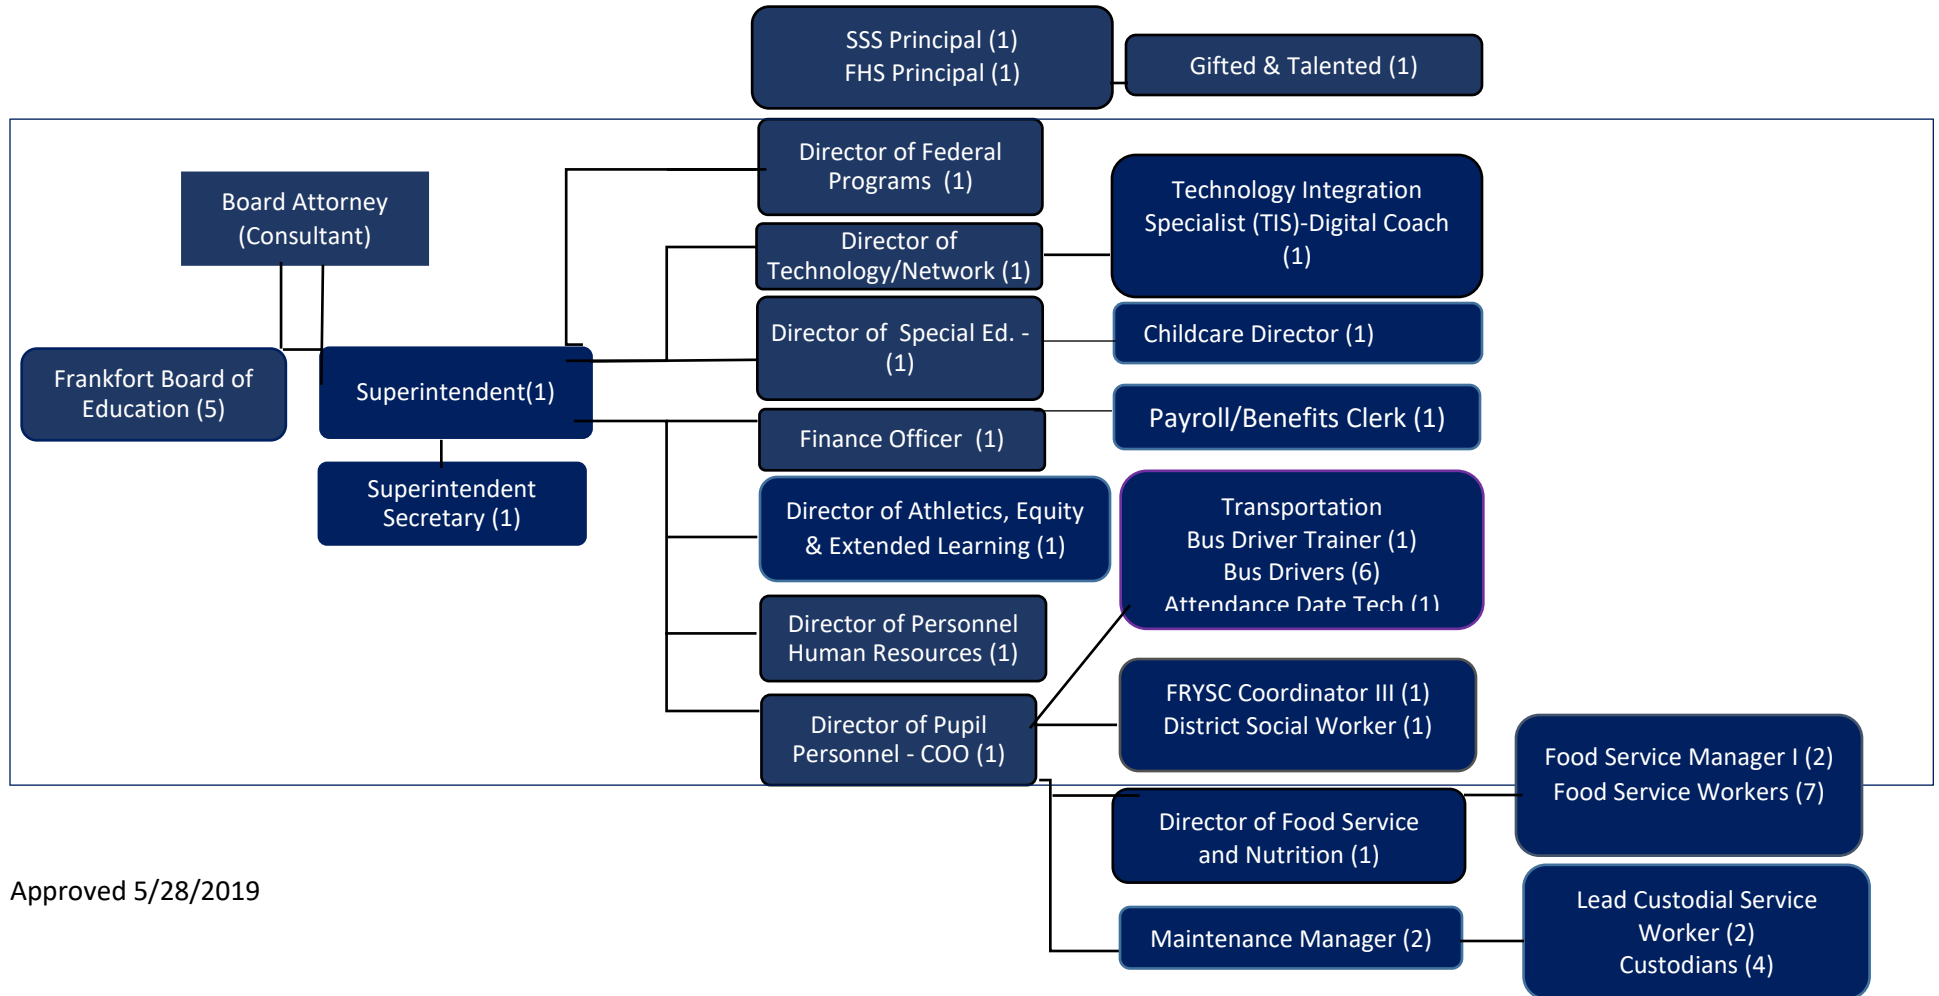 SSS Principal (1)
FHS Principal (1)
Gifted & Talented (1)
Director of Federal
Programs (1)
Board Attorney
(Consultant)
Technology Integration
Specialist (TIS)-Digital Coach
(1)
Director of
Technology/Network (1)
Director of Special Ed. -
(1)
Childcare Director (1)
Frankfort Board of
Education (5)
Superintendent(1)
Payroll/Benefits Clerk (1)
Finance Officer (1)
Superintendent
Secretary (1)
Director of Athletics, Equity
& Extended Learning (1)
Transportation
Bus Driver Trainer (1)
Bus Drivers (6)
Attendance Date Tech (1)
Director of Personnel
Human Resources (1)
FRYSC Coordinator III (1)
District Social Worker (1)
Director of Pupil
Personnel - COO (1)
Food Service Manager I (2)
Food Service Workers (7)
Director of Food Service
and Nutrition (1)
Approved 5/28/2019
Maintenance Manager (2)
Lead Custodial Service
Worker (2)
Custodians (4)